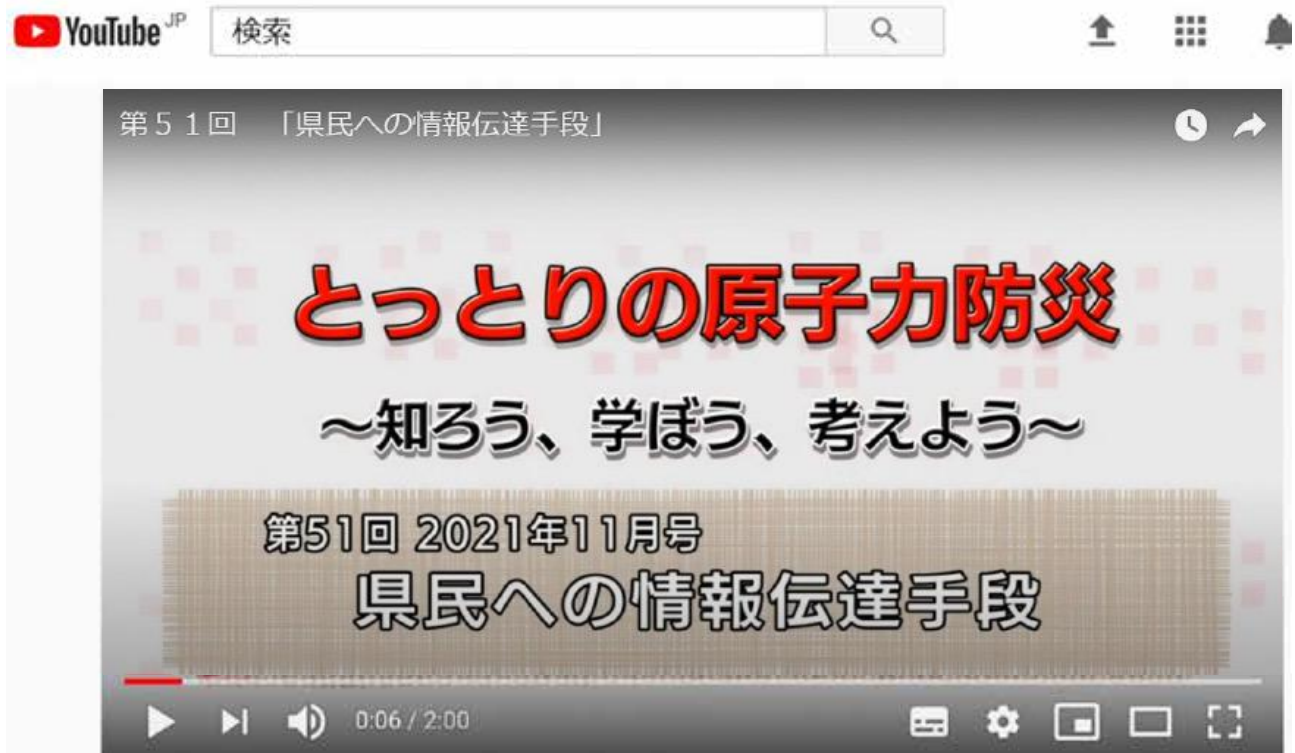 YouTube JP
検索
第51回 「県民への情報伝達手段」
とっとりの原子力防災
～知ろう、学ぼう、考えよう～
第51回 2021年11月号
県民への情報伝達手段
0:06 / 2:00